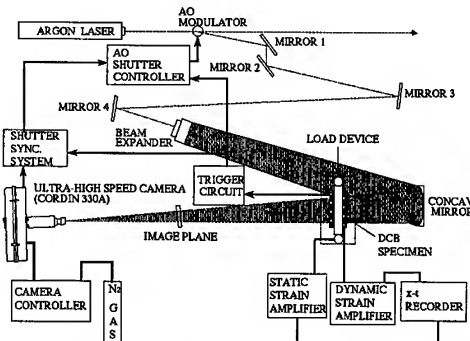 AO
MODULATOR
ARGON LASER
MIRROR 1
AO
SHUTTER
CONTROLLER
MIRROR 2
MIRROR 3
MIRROR 4
BEAM
EXPANDER
LOAD DEVICE
SHUTTER
SYNC.
SYSTEM
TRIGGER
CIRCUIT
ULTRA-HIGH SPEED CAMERA
(CORDIN 330A)
CONCAV
MIRROR
IMAGE PLANE
DCB
SPECIMEN
CAMERA
CONTROLLER
N2
GAS
STATIC
STRAIN
AMPLIFIER
DYNAMIC
STRAIN
AMPLIFIER
x-t
RECORDER